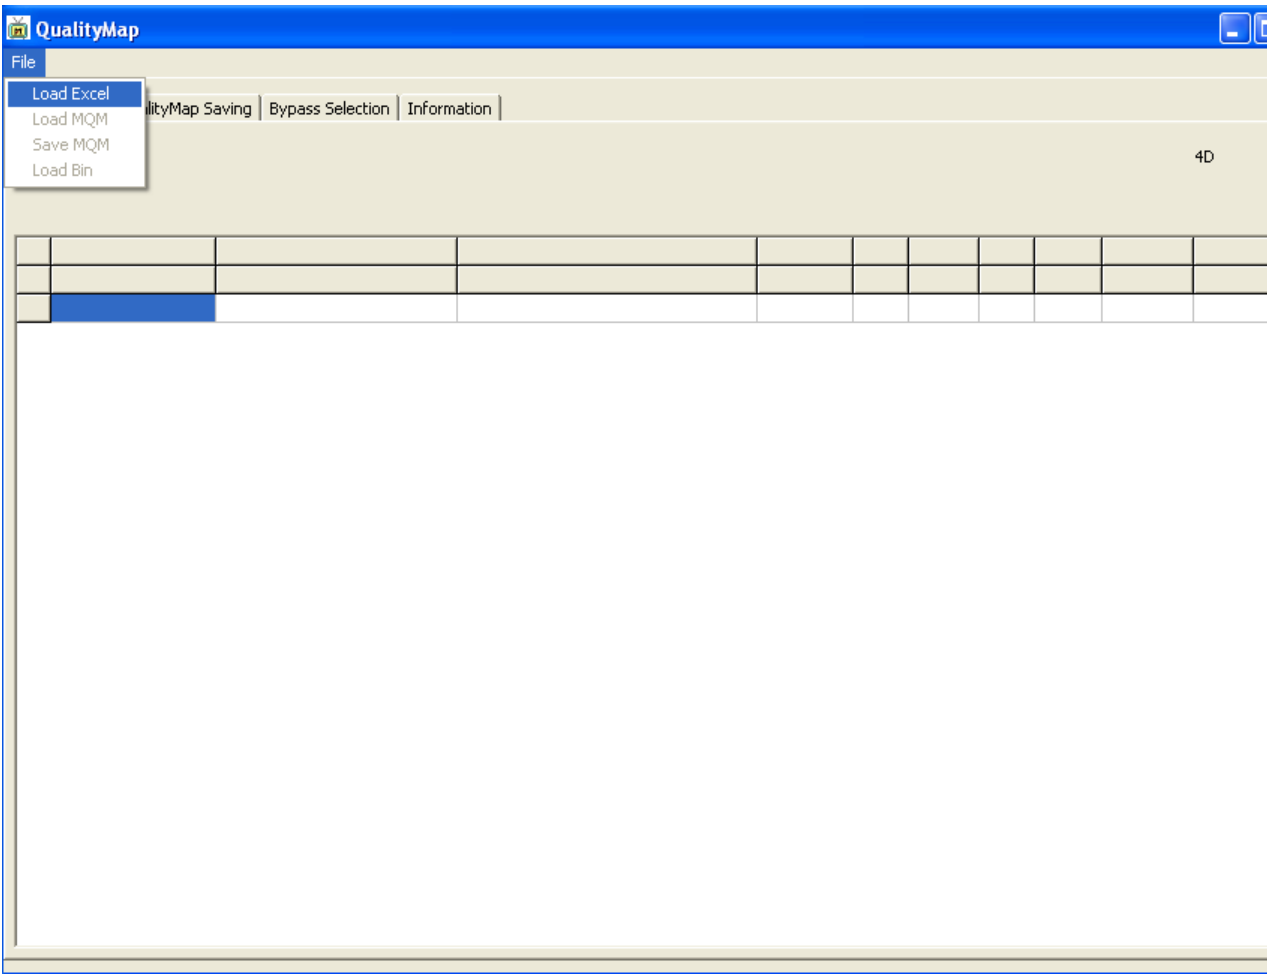 QualityMap
File
Load Excel
Load MQM
Save MQM
Load Bin
lityMap Saving
Bypass Selection
Information
4D